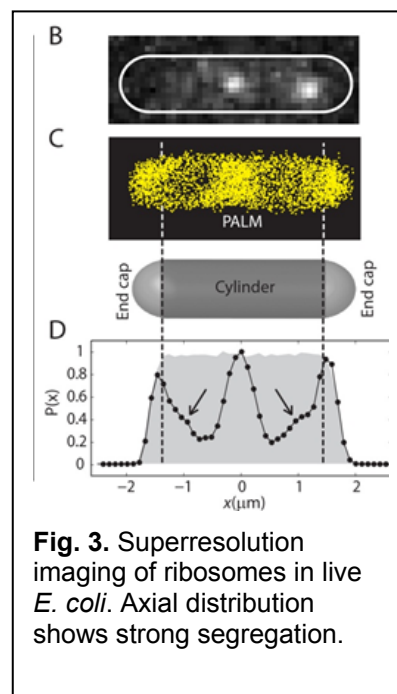 B
C
PALM
End cap
Cylinder
End cap
D
P(x)
1
0.8
0.6
0.4
0.2
0
−2
−1
0
1
2
x(μm)
Fig. 3. Superresolution
imaging of ribosomes in live
E. coli. Axial distribution
shows strong segregation.